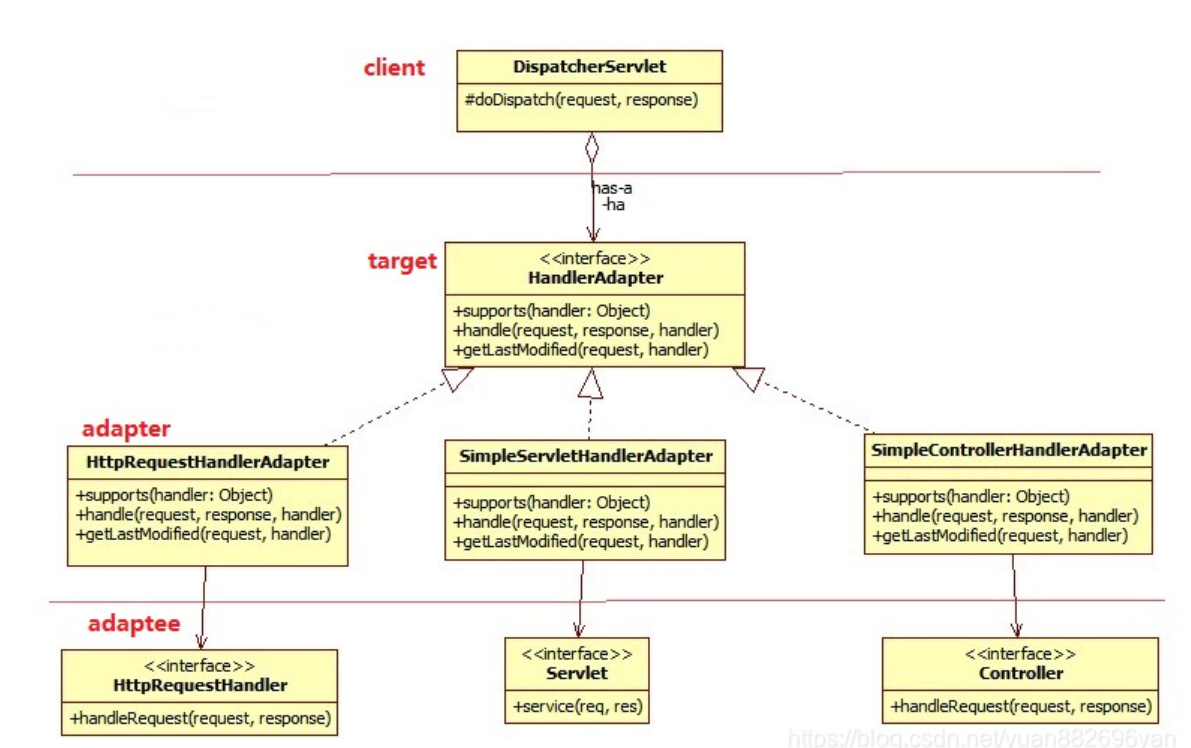 client
DispatcherServlet
#doDispatch(request, response)
has-a
-ha
target
<<interface>>
HandlerAdapter
+supports(handler: Object)
+handle(request, response, handler)
+getLastModified(request, handler)
adapter
HttpRequestHandlerAdapter
+supports(handler: Object)
+handle(request, response, handler)
+getLastModified(request, handler)
SimpleServletHandlerAdapter
+supports(handler: Object)
+handle(request, response, handler)
+getLastModified(request, handler)
SimpleControllerHandlerAdapter
+supports(handler: Object)
+handle(request, response, handler)
+getLastModified(request, handler)
adaptee
<<interface>>
HttpRequestHandler
+handleRequest(request, response)
<<interface>>
Servlet
+service(req, res)
<<interface>>
Controller
+handleRequest(request, response)
https://blog.csdn.net/yuan882696yan